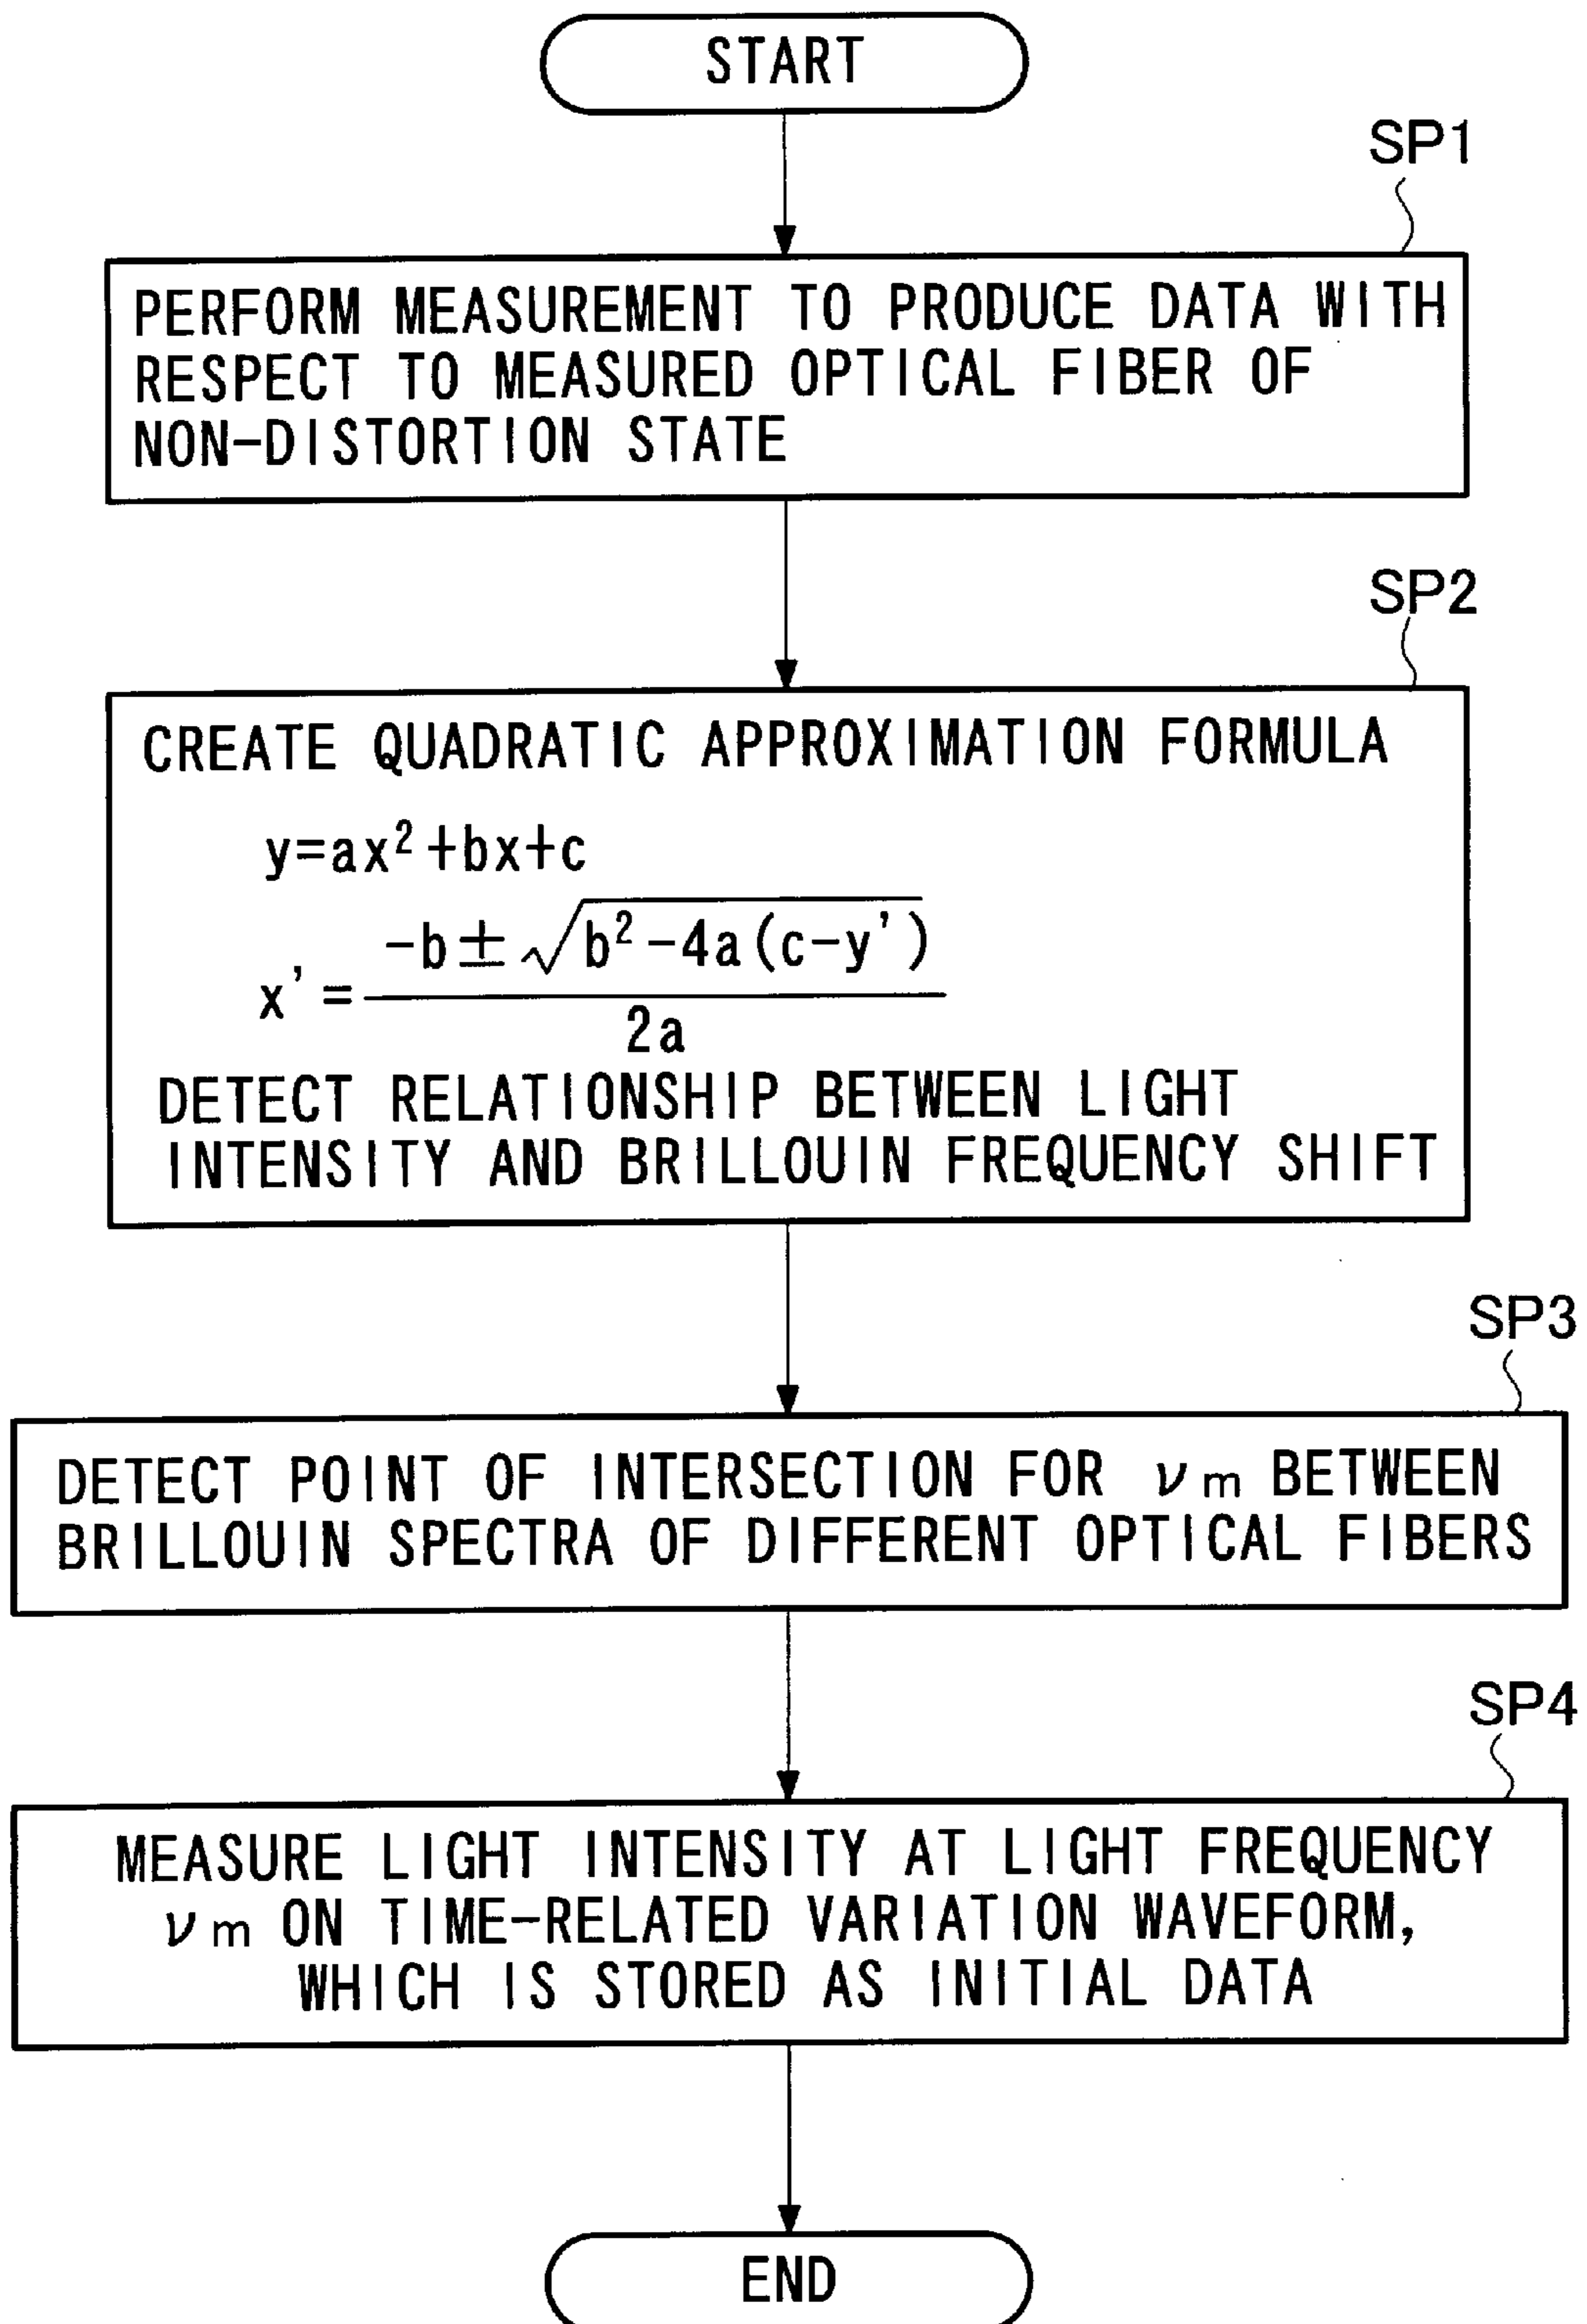 START
SP1
PERFORM MEASUREMENT TO PRODUCE DATA WITH
RESPECT TO MEASURED OPTICAL FIBER OF
NON-DISTORTION STATE
SP2
CREATE QUADRATIC APPROXIMATION FORMULA
y=ax²+bx+c
x'=(-b±√(b²-4a(c-y')))/2a
DETECT RELATIONSHIP BETWEEN LIGHT
INTENSITY AND BRILLOUIN FREQUENCY SHIFT
SP3
DETECT POINT OF INTERSECTION FOR νm BETWEEN
BRILLOUIN SPECTRA OF DIFFERENT OPTICAL FIBERS
SP4
MEASURE LIGHT INTENSITY AT LIGHT FREQUENCY
νm ON TIME-RELATED VARIATION WAVEFORM,
WHICH IS STORED AS INITIAL DATA
END